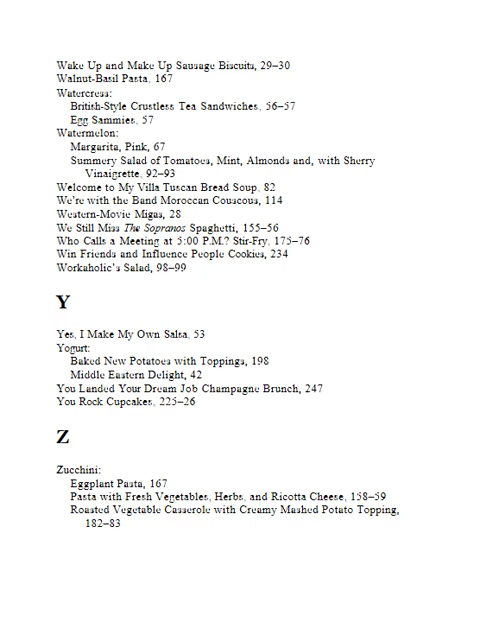 Wake Up and Make Up Sausage Biscuits, 29–30
Walnut-Basil Pasta, 167
Watercress:
British-Style Crustless Tea Sandwiches, 56–57
Egg Sammies, 57
Watermelon:
Margarita, Pink, 67
Summery Salad of Tomatoes, Mint, Almonds and, with Sherry
Vinaigrette, 92–93
Welcome to My Villa Tuscan Bread Soup, 82
We're with the Band Moroccan Couscous, 114
Western-Movie Migas, 28
We Still Miss The Sopranos Spaghetti, 155–56
Who Calls a Meeting at 5:00 P.M.? Stir-Fry, 175–76
Win Friends and Influence People Cookies, 234
Workaholic's Salad, 98–99
Y
Yes, I Make My Own Salsa, 53
Yogurt:
Baked New Potatoes with Toppings, 198
Middle Eastern Delight, 42
You Landed Your Dream Job Champagne Brunch, 247
You Rock Cupcakes, 225–26
Z
Zucchini:
Eggplant Pasta, 167
Pasta with Fresh Vegetables, Herbs, and Ricotta Cheese, 158–59
Roasted Vegetable Casserole with Creamy Mashed Potato Topping,
182–83